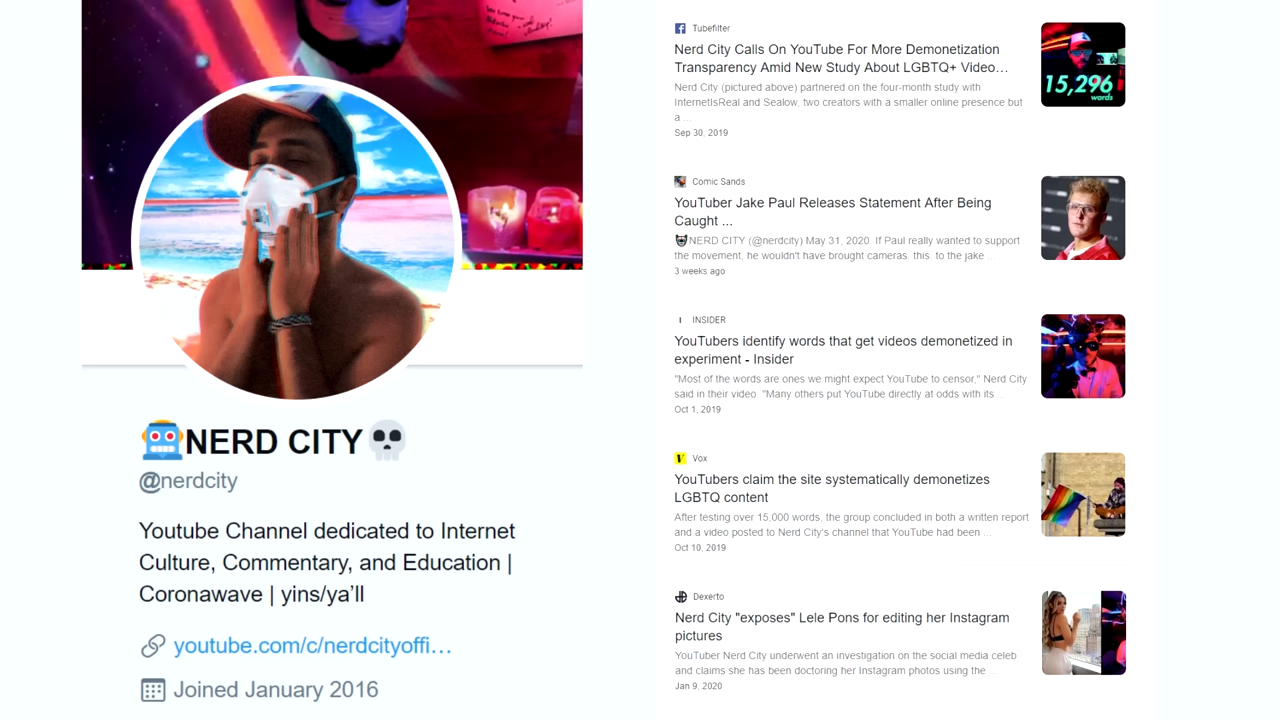 NERD CITY
@nerdcity
Youtube Channel dedicated to Internet
Culture, Commentary, and Education |
Coronawave | yins/ya'll
youtube.com/c/nerdcityoffi…
Joined January 2016
Tubefilter
Nerd City Calls On YouTube For More Demonetization
Transparency Amid New Study About LGBTQ+ Video…
Nerd City (pictured above) partnered on the four-month study with
InternetIsReal and Sealow, two creators with a smaller online presence but
a ...
Sep 30, 2019
15,296
words
Comic Sands
YouTuber Jake Paul Releases Statement After Being
Caught ...
NERD CITY (@nerdcity) May 31, 2020. If Paul really wanted to support
the movement, he wouldn't have brought cameras. this. to the jake ...
3 weeks ago
INSIDER
YouTubers identify words that get videos demonetized in
experiment - Insider
"Most of the words are ones we might expect YouTube to censor," Nerd City
said in their video. "Many others put YouTube directly at odds with its ...
Oct 1, 2019
Vox
YouTubers claim the site systematically demonetizes
LGBTQ content
After testing over 15,000 words, the group concluded in both a written report
and a video posted to Nerd City's channel that YouTube had been ...
Oct 10, 2019
Dexerto
Nerd City "exposes" Lele Pons for editing her Instagram
pictures
YouTuber Nerd City underwent an investigation on the social media celeb
and claims she has been doctoring her Instagram photos using the ...
Jan 9, 2020